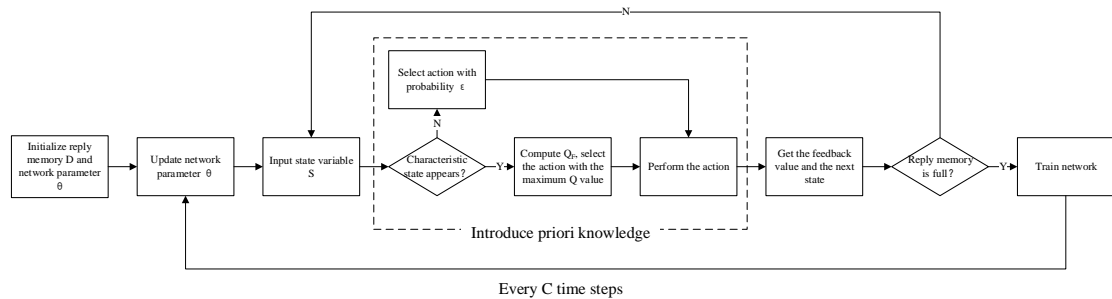 N
Select action with
probability ε
N
Initialize reply
memory D and
network parameter
θ
Update network
parameter θ
Input state variable
S
Characteristic
state appears?
Y
Compute QF, select
the action with the
maximum Q value
Perform the action
Get the feedback
value and the next
state
Reply memory
is full?
Y
Train network
Introduce priori knowledge
Every C time steps